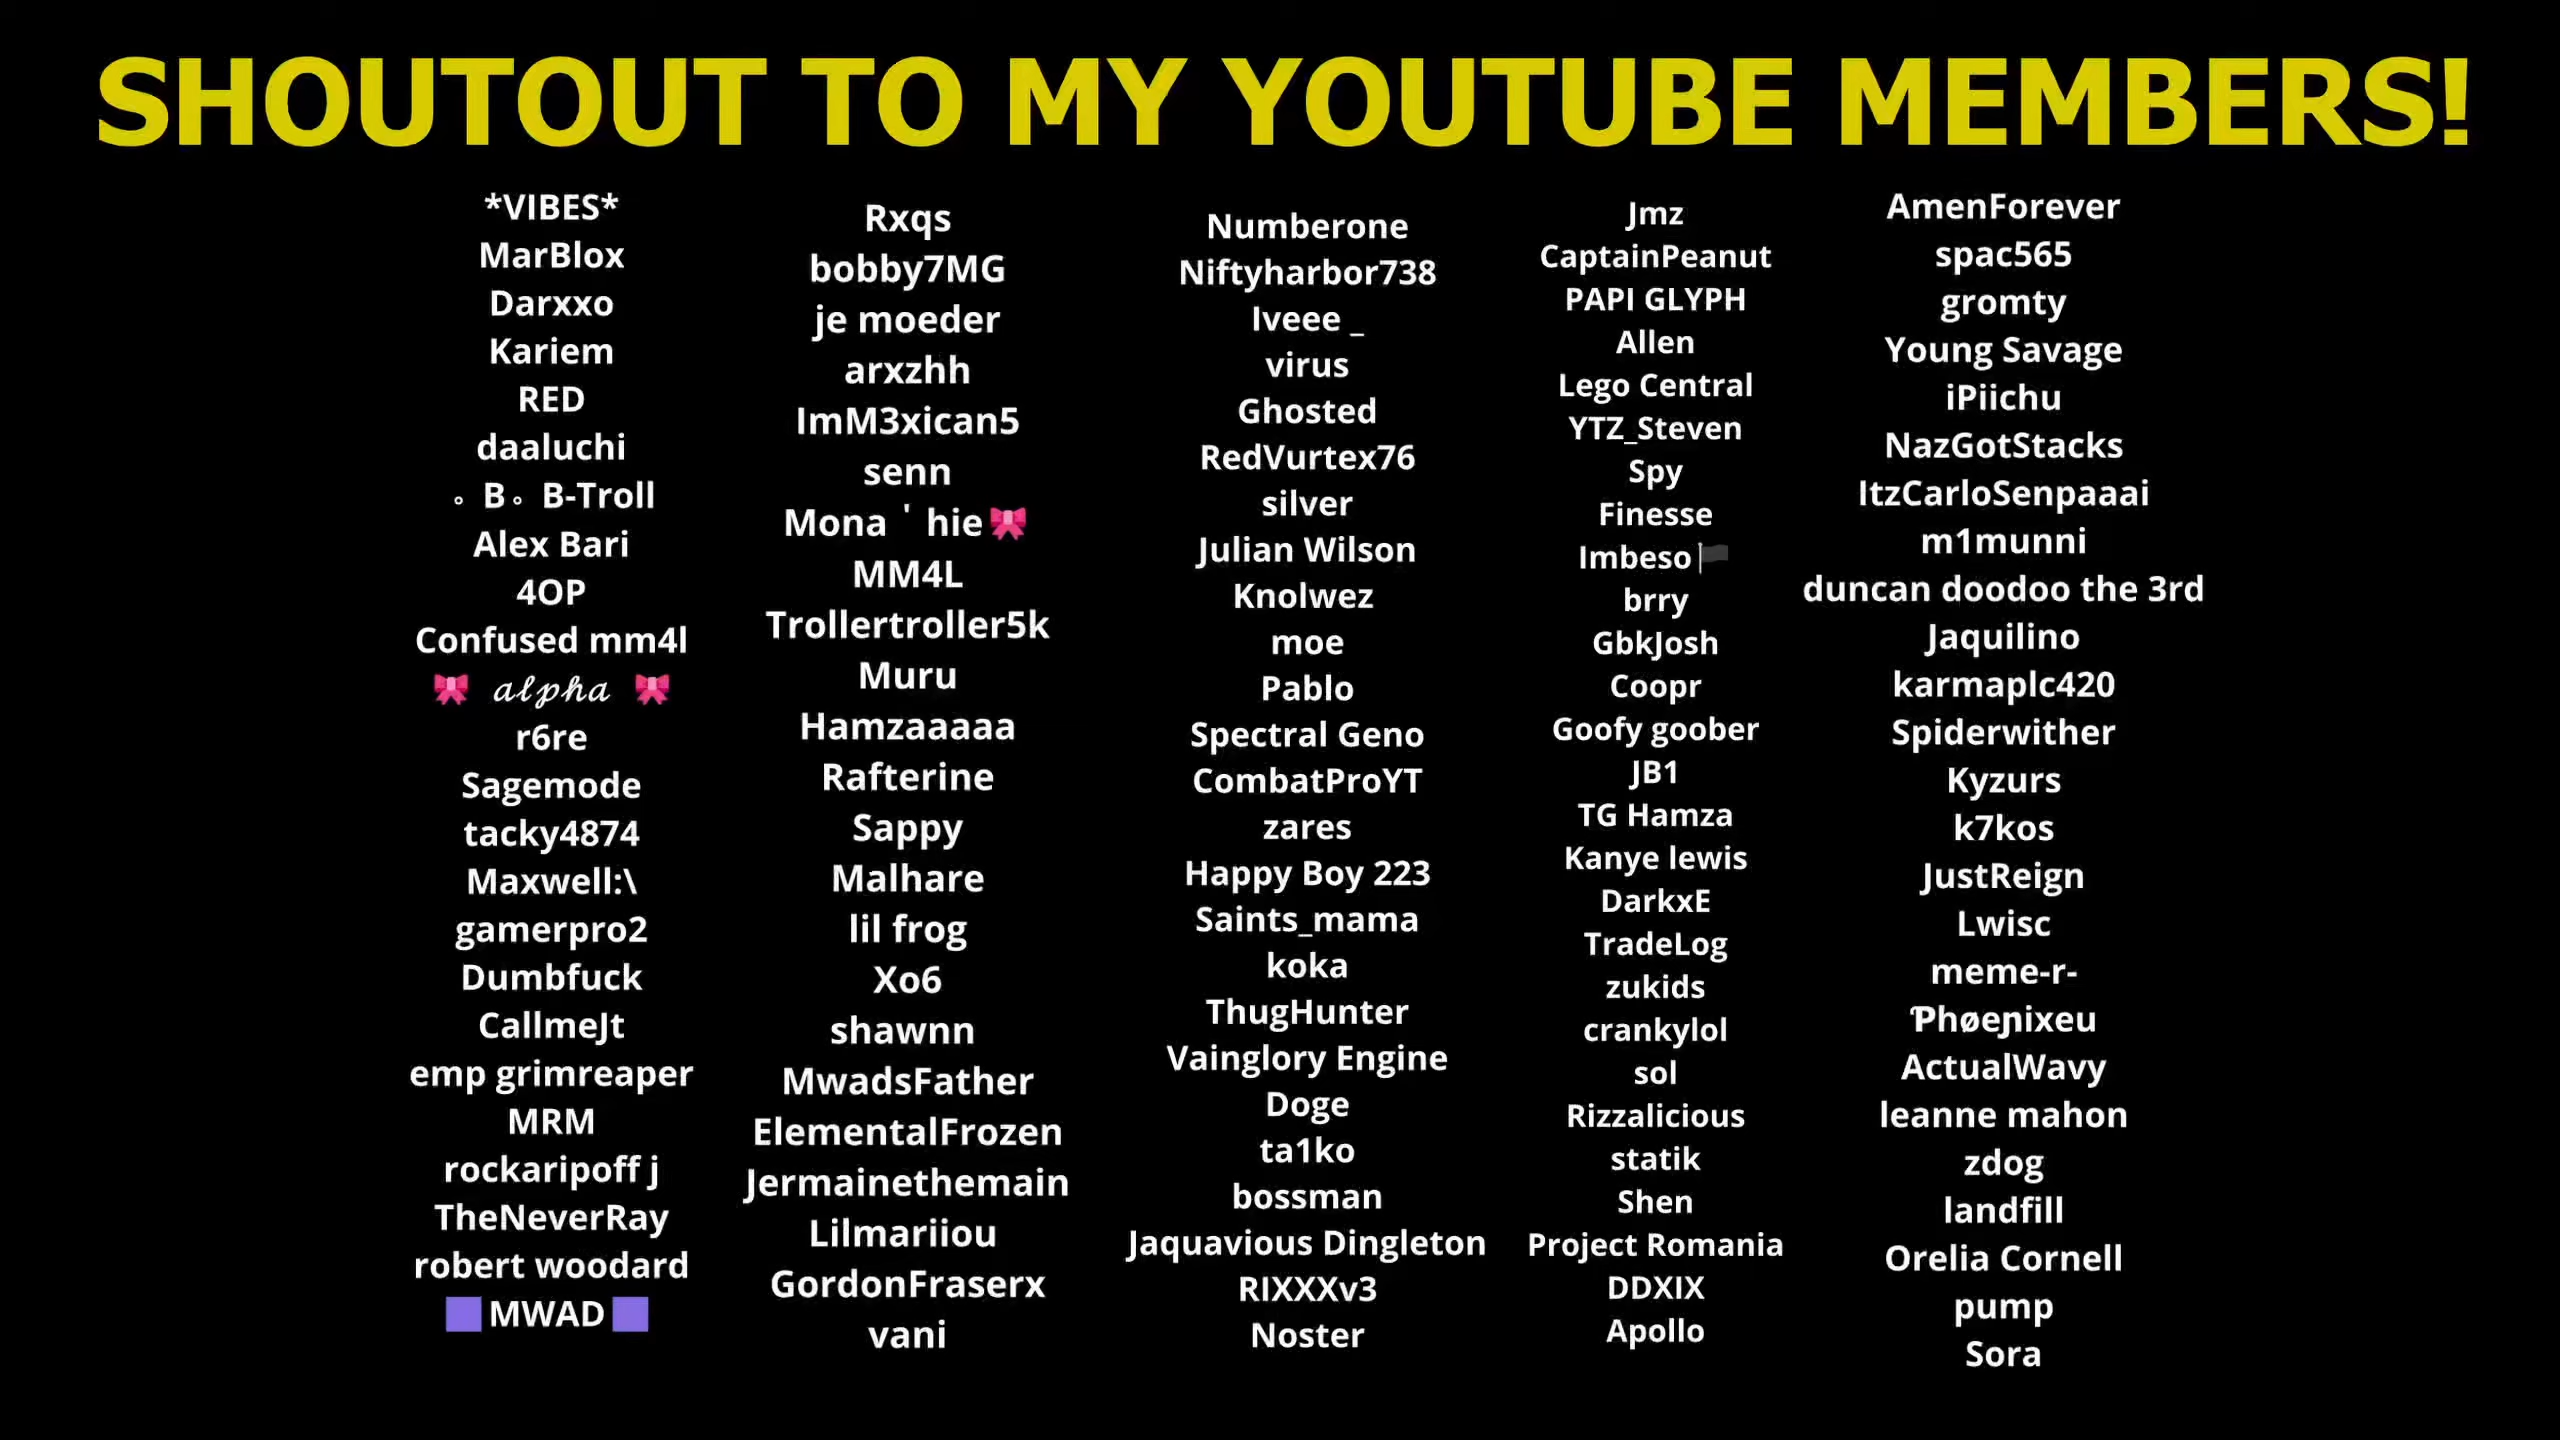 SHOUTOUT TO MY YOUTUBE MEMBERS!
*VIBES*
MarBlox
Darxxo
Kariem
RED
daaluchi
。B。B-Troll
Alex Bari
4OP
Confused mm4l
🎀 𝓪𝓵𝓹𝓱𝓪 🎀
r6re
Sagemode
tacky4874
Maxwell:\
gamerpro2
Dumbfuck
CallmeJt
emp grimreaper
MRM
rockaripoff j
TheNeverRay
robert woodard
🟪MWAD🟪
Rxqs
bobby7MG
je moeder
arxzhh
ImM3xican5
senn
Mona ' hie🎀
MM4L
Trollertroller5k
Muru
Hamzaaaaa
Rafterine
Sappy
Malhare
lil frog
Xo6
shawnn
MwadsFather
ElementalFrozen
Jermainethemain
Lilmariiou
GordonFraserx
vani
Numberone
Niftyharbor738
Iveee _
virus
Ghosted
RedVurtex76
silver
Julian Wilson
Knolwez
moe
Pablo
Spectral Geno
CombatProYT
zares
Happy Boy 223
Saints_mama
koka
ThugHunter
Vainglory Engine
Doge
ta1ko
bossman
Jaquavious Dingleton
RIXXXv3
Noster
Jmz
CaptainPeanut
PAPI GLYPH
Allen
Lego Central
YTZ_Steven
Spy
Finesse
Imbeso🏴
brry
GbkJosh
Coopr
Goofy goober
JB1
TG Hamza
Kanye lewis
DarkxE
TradeLog
zukids
crankylol
sol
Rizzalicious
statik
Shen
Project Romania
DDXIX
Apollo
AmenForever
spac565
gromty
Young Savage
iPiichu
NazGotStacks
ItzCarloSenpaaai
m1munni
duncan doodoo the 3rd
Jaquilino
karmaplc420
Spiderwither
Kyzurs
k7kos
JustReign
Lwisc
meme-r-
Ƥhøeɲixeu
ActualWavy
leanne mahon
zdog
landfill
Orelia Cornell
pump
Sora